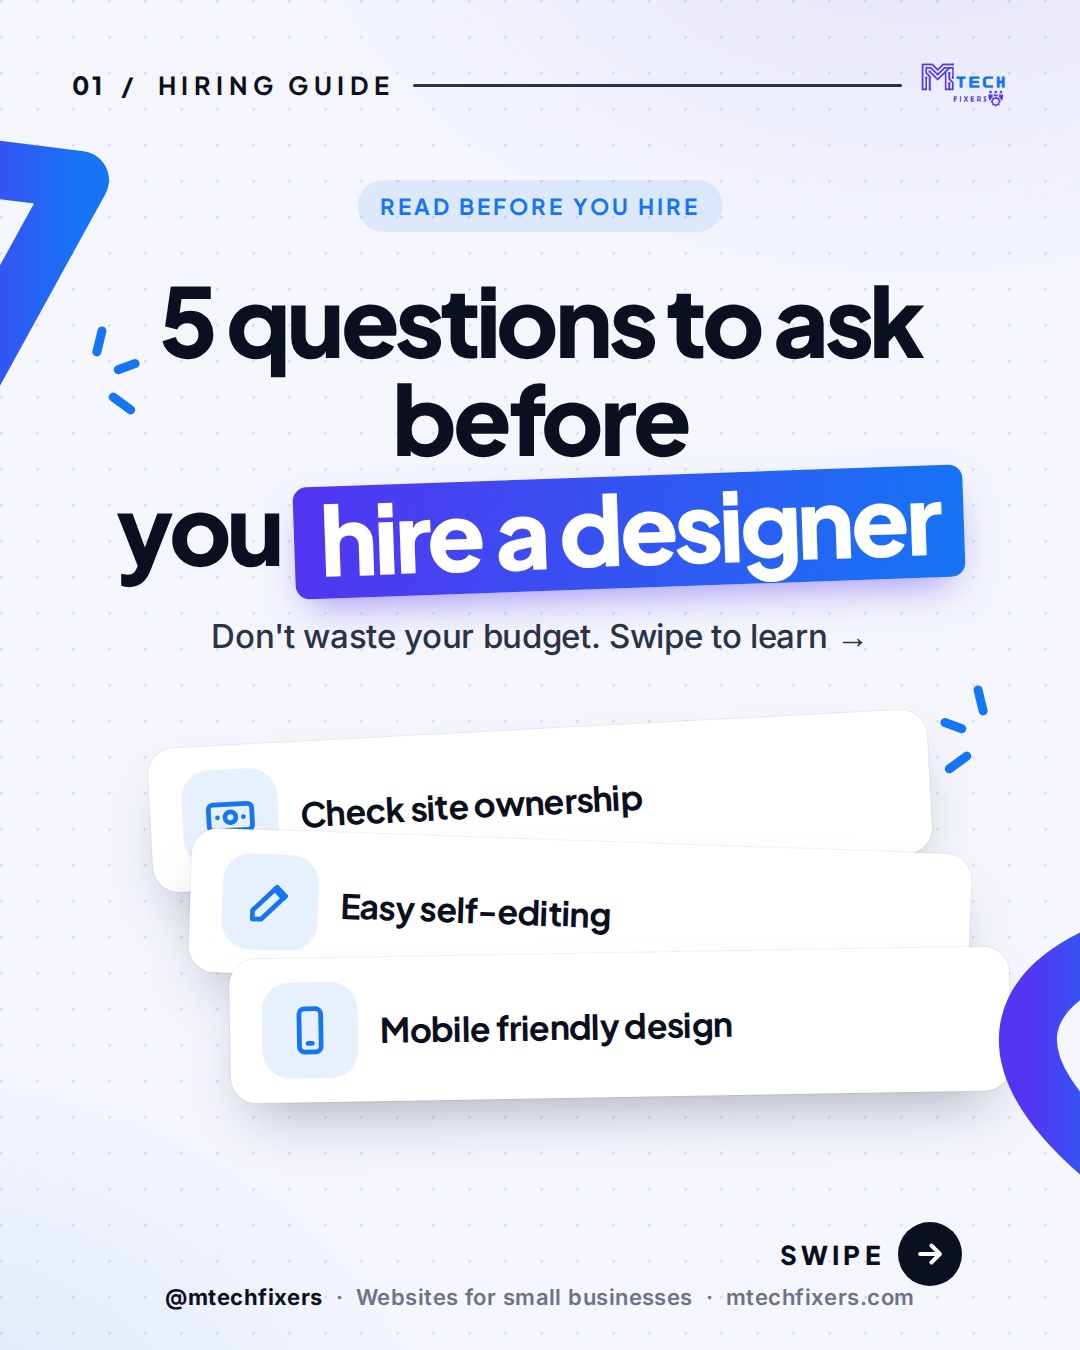 01 / HIRING GUIDE
MTECH
FIXERS
READ BEFORE YOU HIRE
5 questions to ask
before
you hire a designer
Don't waste your budget. Swipe to learn →
Check site ownership
Easy self-editing
Mobile friendly design
SWIPE
@mtechfixers · Websites for small businesses · mtechfixers.com